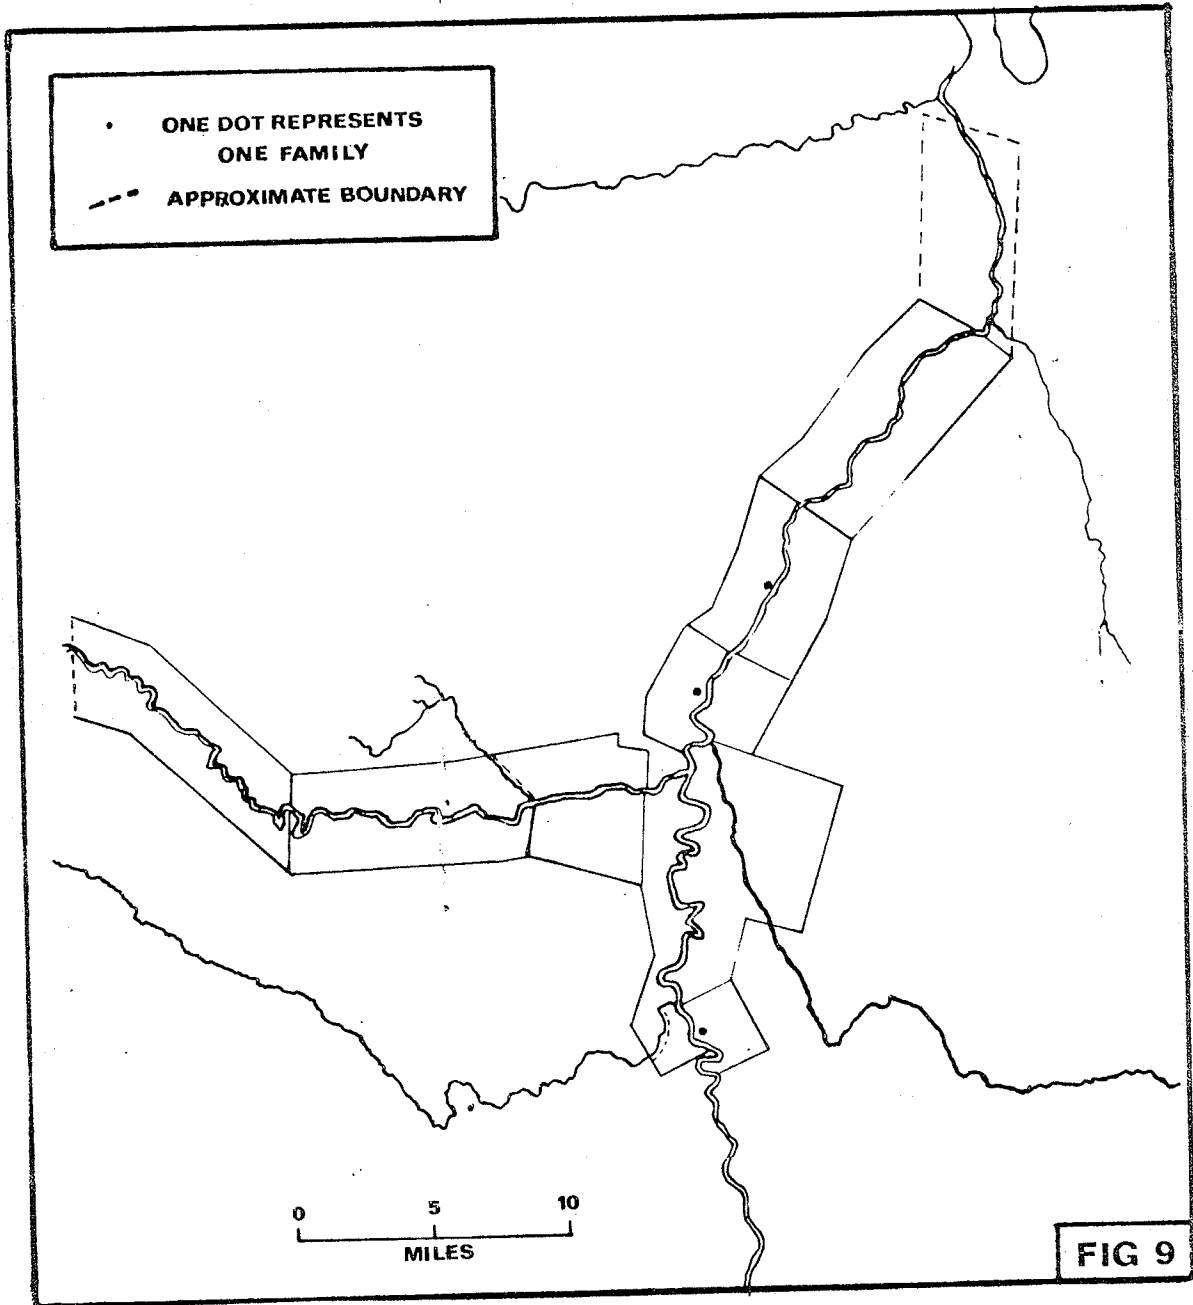 ONE DOT REPRESENTS
ONE FAMILY
APPROXIMATE BOUNDARY
0 5 10
MILES
FIG 9